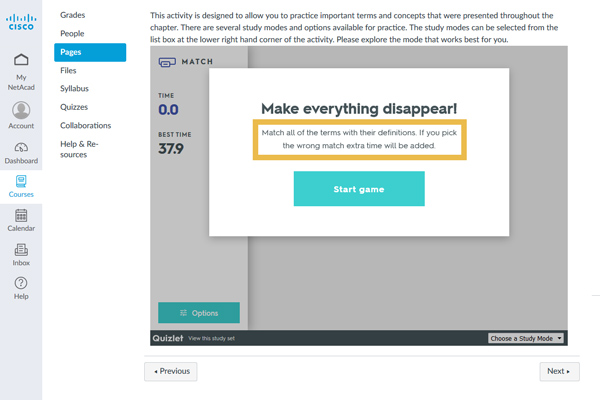 CISCO
My
NetAcad
Account
Dashboard
Courses
Calendar
Inbox
Help
Grades
People
Pages
Files
Syllabus
Quizzes
Collaborations
Help & Re-
sources
This activity is designed to allow you to practice important terms and concepts that were presented throughout the
chapter. There are several study modes and options available for practice. The study modes can be selected from the
list box at the lower right hand corner of the activity. Please explore the mode that works best for you.
MATCH
TIME
0.0
BEST TIME
37.9
Make everything disappear!
Match all of the terms with their definitions. If you pick
the wrong match extra time will be added.
Start game
Options
Quizlet View this study set
Choose a Study Mode
Previous
Next